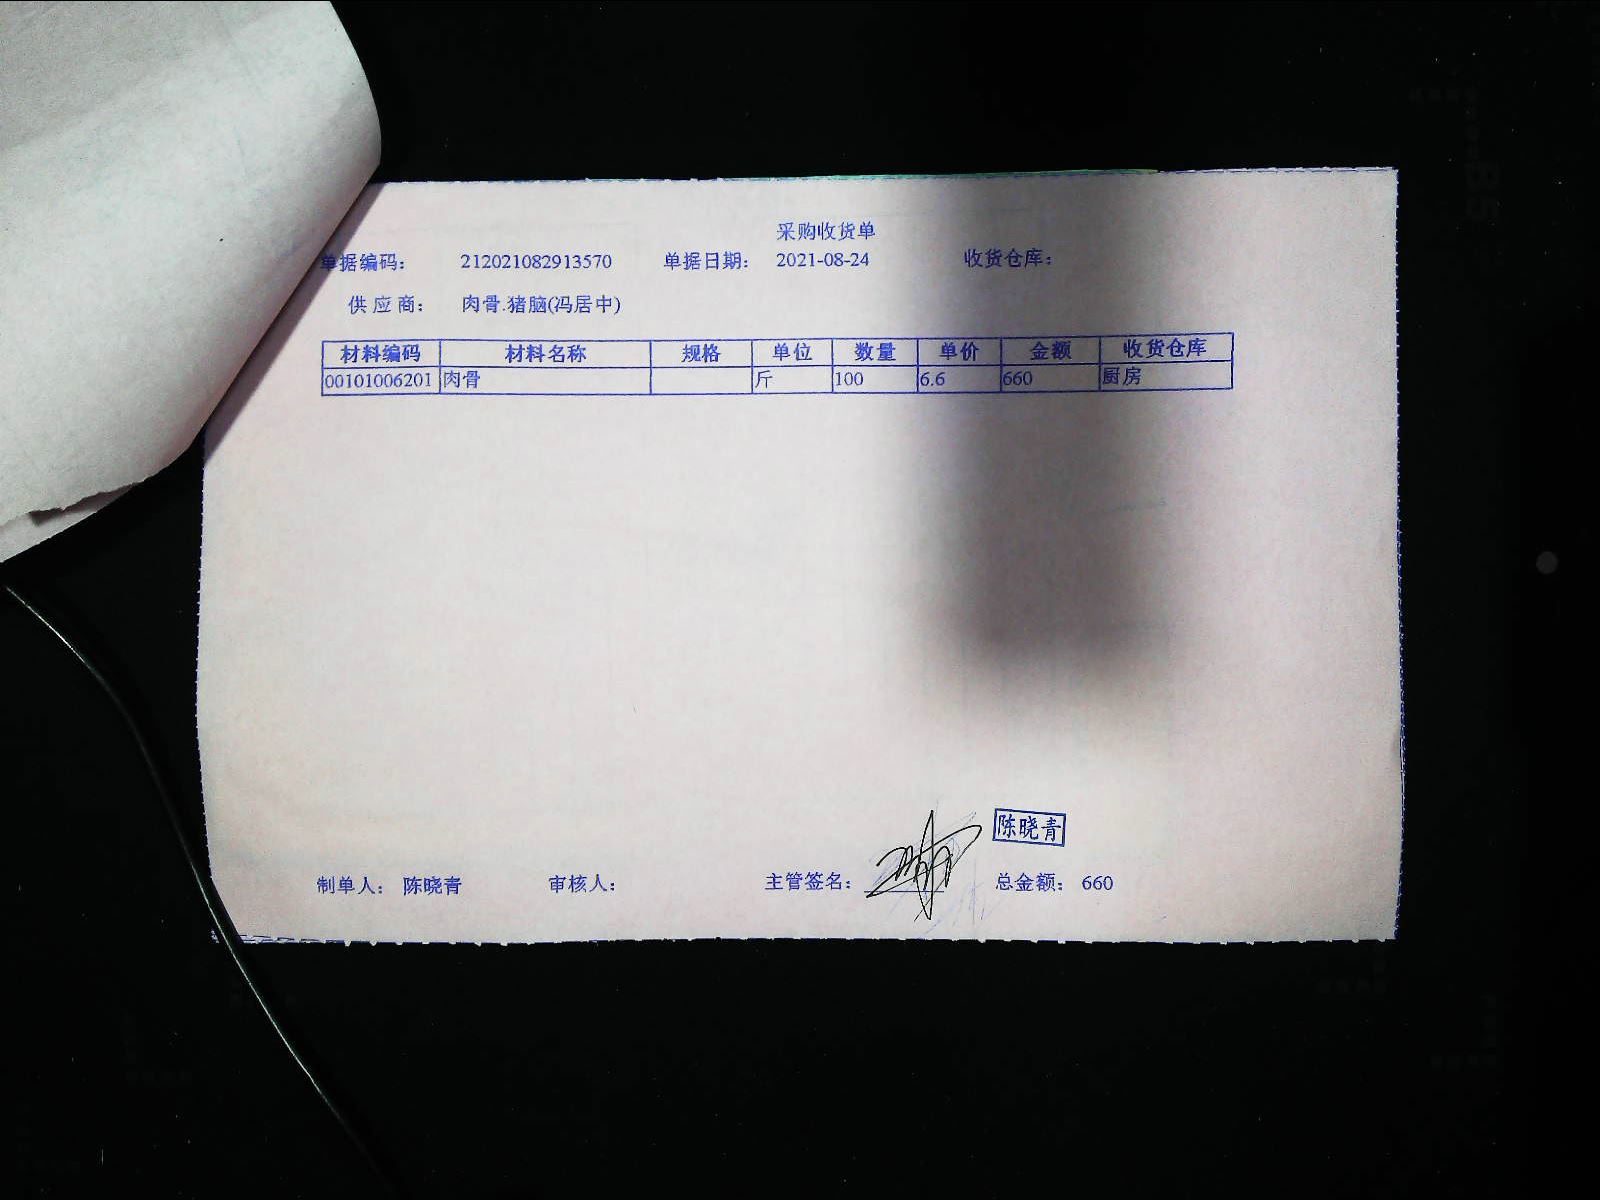 采购收货单
单据编码： 212021082913570 单据日期： 2021-08-24 收货仓库：
供应商： 肉骨.猪脑(冯居中)
材料编码 材料名称 规格 单位 数量 单价 金额 收货仓库
00101006201 肉骨 斤 100 6.6 660 厨房
陈晓青
制单人： 陈晓青 审核人： 主管签名： 总金额： 660